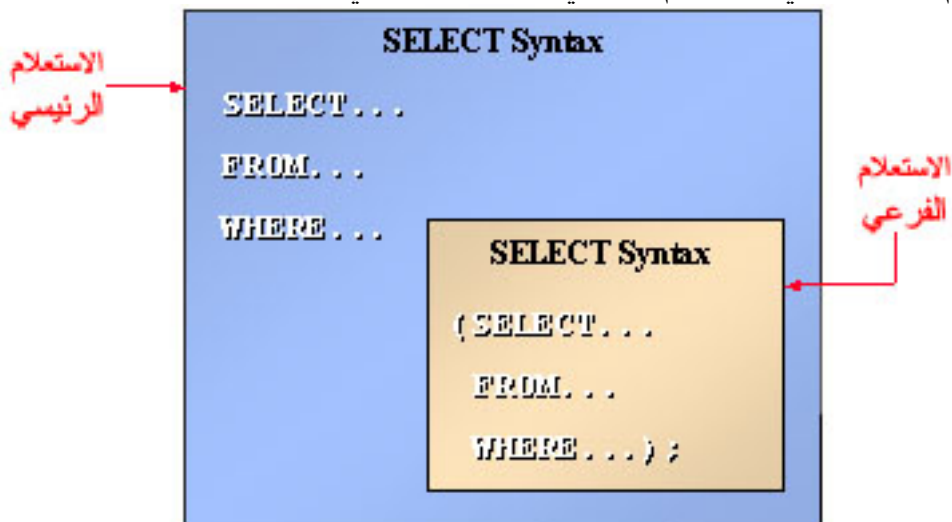 SELECT Syntax
الاستعلام
الرئيسي
SELECT...
FROM...
WHERE...
الاستعلام
الفرعي
SELECT Syntax
(SELECT...
FROM...
WHERE...);